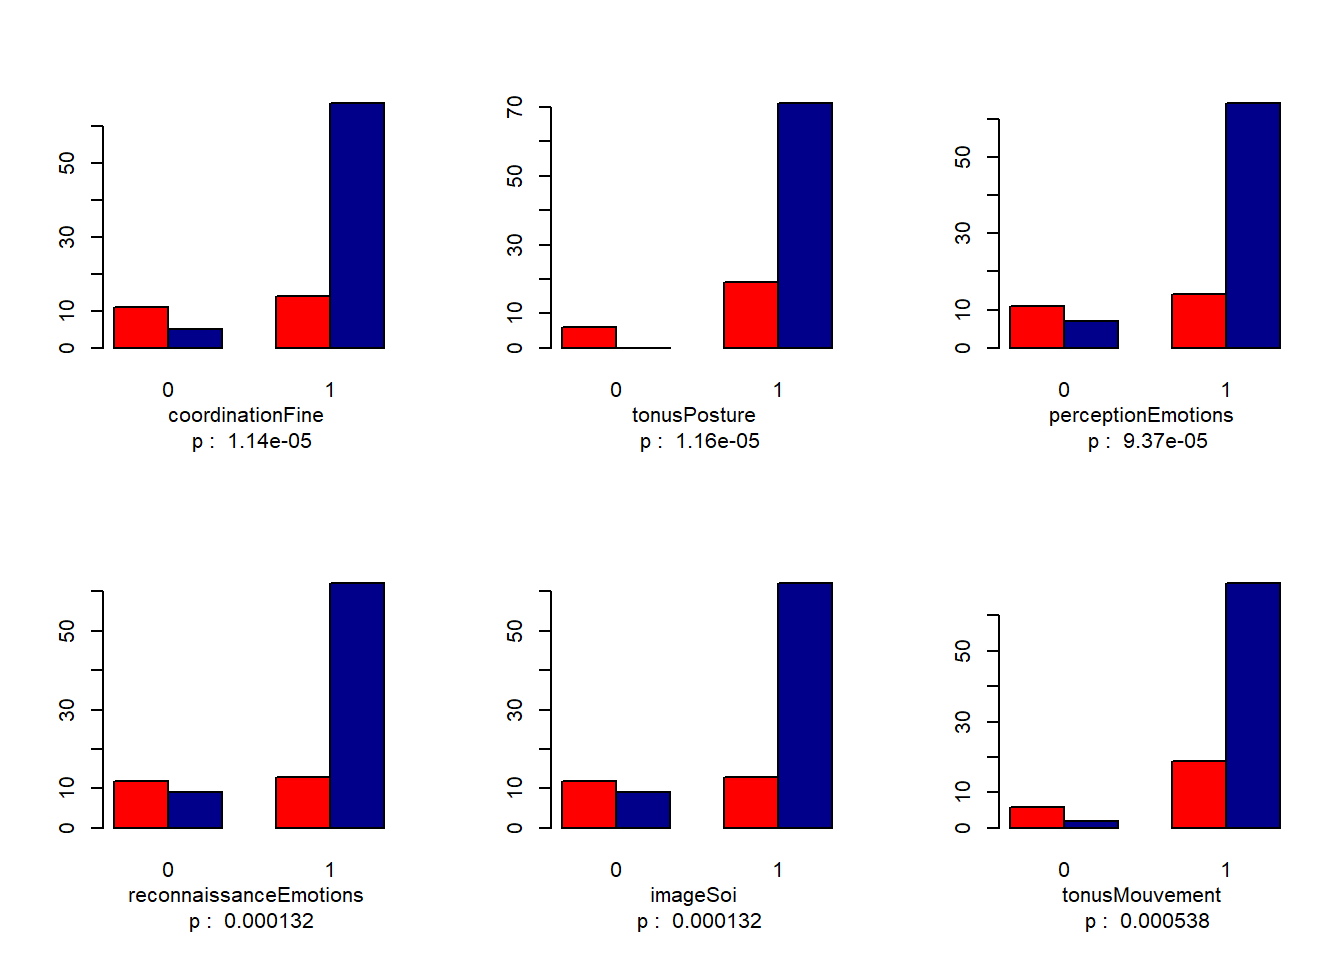 0 10 30 50
0 1
coordinationFine
p :  1.14e-05
0 10 30 50 70
0 1
tonusPosture
p :  1.16e-05
0 10 30 50
0 1
perceptionEmotions
p :  9.37e-05
0 10 30 50
0 1
reconnaissanceEmotions
p :  0.000132
0 10 30 50
0 1
imageSoi
p :  0.000132
0 10 30 50
0 1
tonusMouvement
p :  0.000538